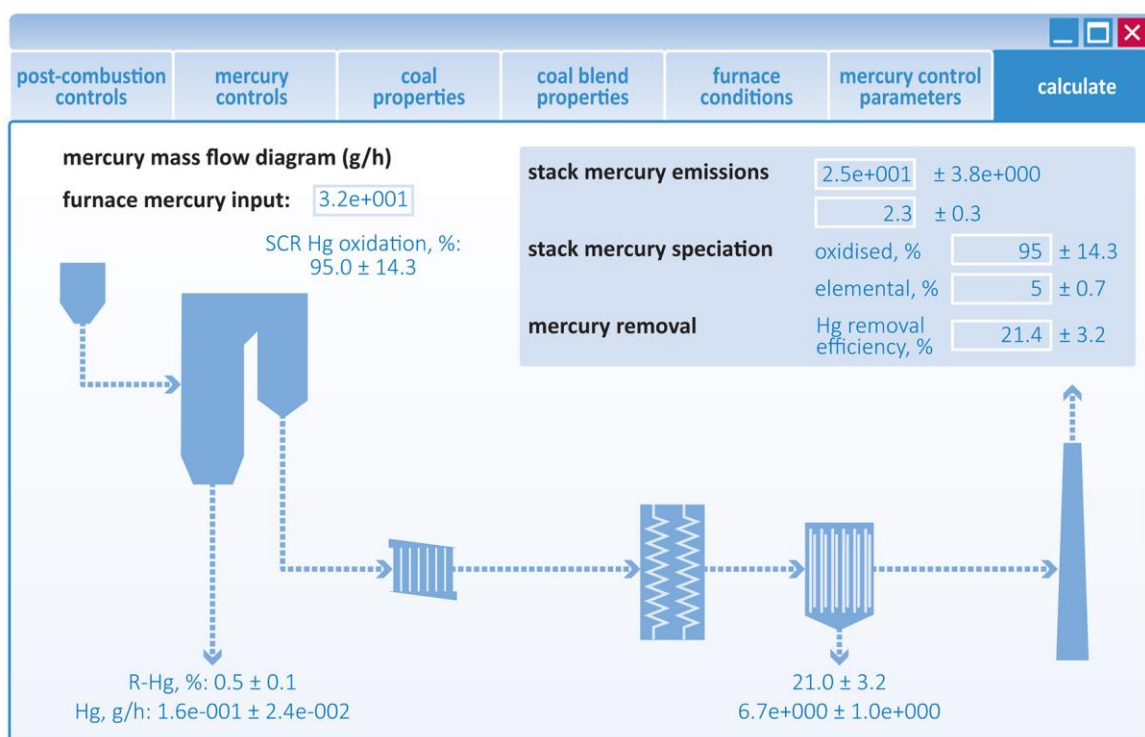 post-combustion
controls
mercury
controls
coal
properties
coal blend
properties
furnace
conditions
mercury control
parameters
calculate
mercury mass flow diagram (g/h)
furnace mercury input: 3.2e+001
SCR Hg oxidation, %:
95.0 ± 14.3
stack mercury emissions 2.5e+001 ± 3.8e+000
2.3 ± 0.3
stack mercury speciation oxidised, % 95 ± 14.3
elemental, % 5 ± 0.7
mercury removal Hg removal
efficiency, % 21.4 ± 3.2
R-Hg, %: 0.5 ± 0.1
Hg, g/h: 1.6e-001 ± 2.4e-002
21.0 ± 3.2
6.7e+000 ± 1.0e+000